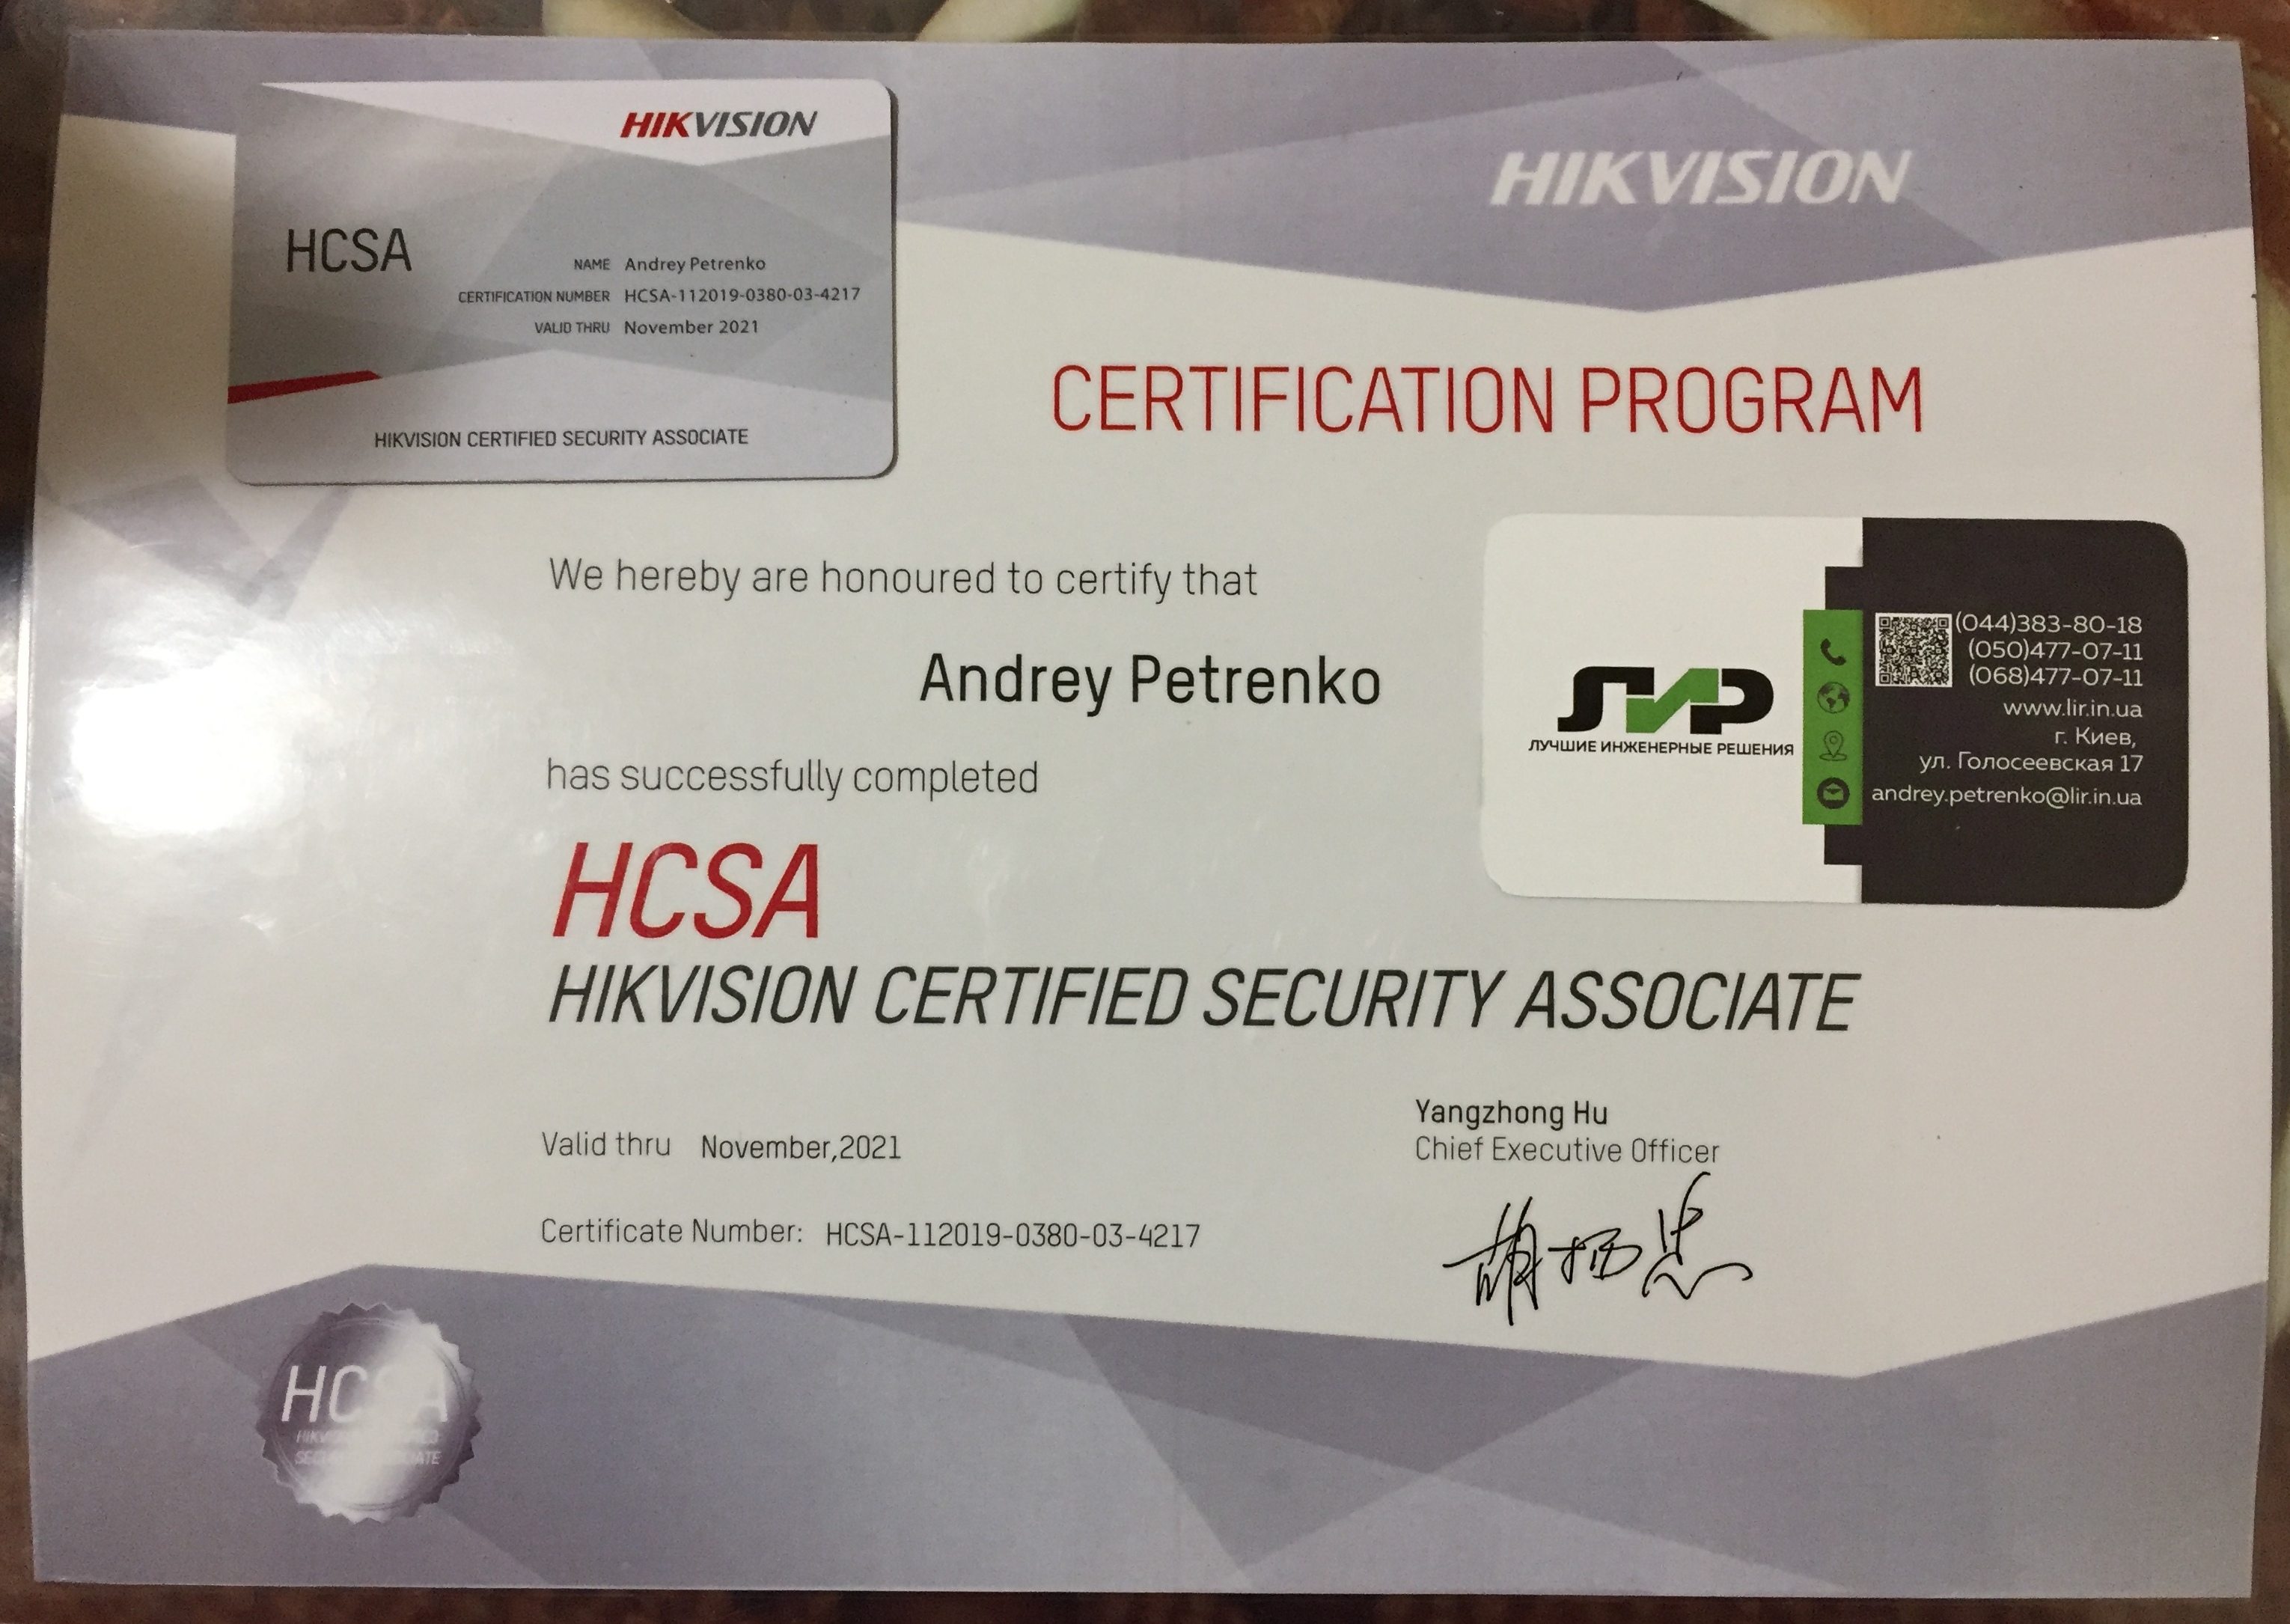 HIKVISION
HCSA
NAME Andrey Petrenko
CERTIFICATION NUMBER HCSA-112019-0380-03-4217
VALID THRU November 2021
HIKVISION CERTIFIED SECURITY ASSOCIATE
HIKVISION
CERTIFICATION PROGRAM
We hereby are honoured to certify that
Andrey Petrenko
has successfully completed
HCSA
HIKVISION CERTIFIED SECURITY ASSOCIATE
ЛИР
ЛУЧШИЕ ИНЖЕНЕРНЫЕ РЕШЕНИЯ
(044)383-80-18
(050)477-07-11
(068)477-07-11
www.lir.in.ua
г. Киев,
ул. Голосеевская 17
andrey.petrenko@lir.in.ua
Valid thru November,2021
Certificate Number: HCSA-112019-0380-03-4217
Yangzhong Hu
Chief Executive Officer
胡扬忠
HCSA